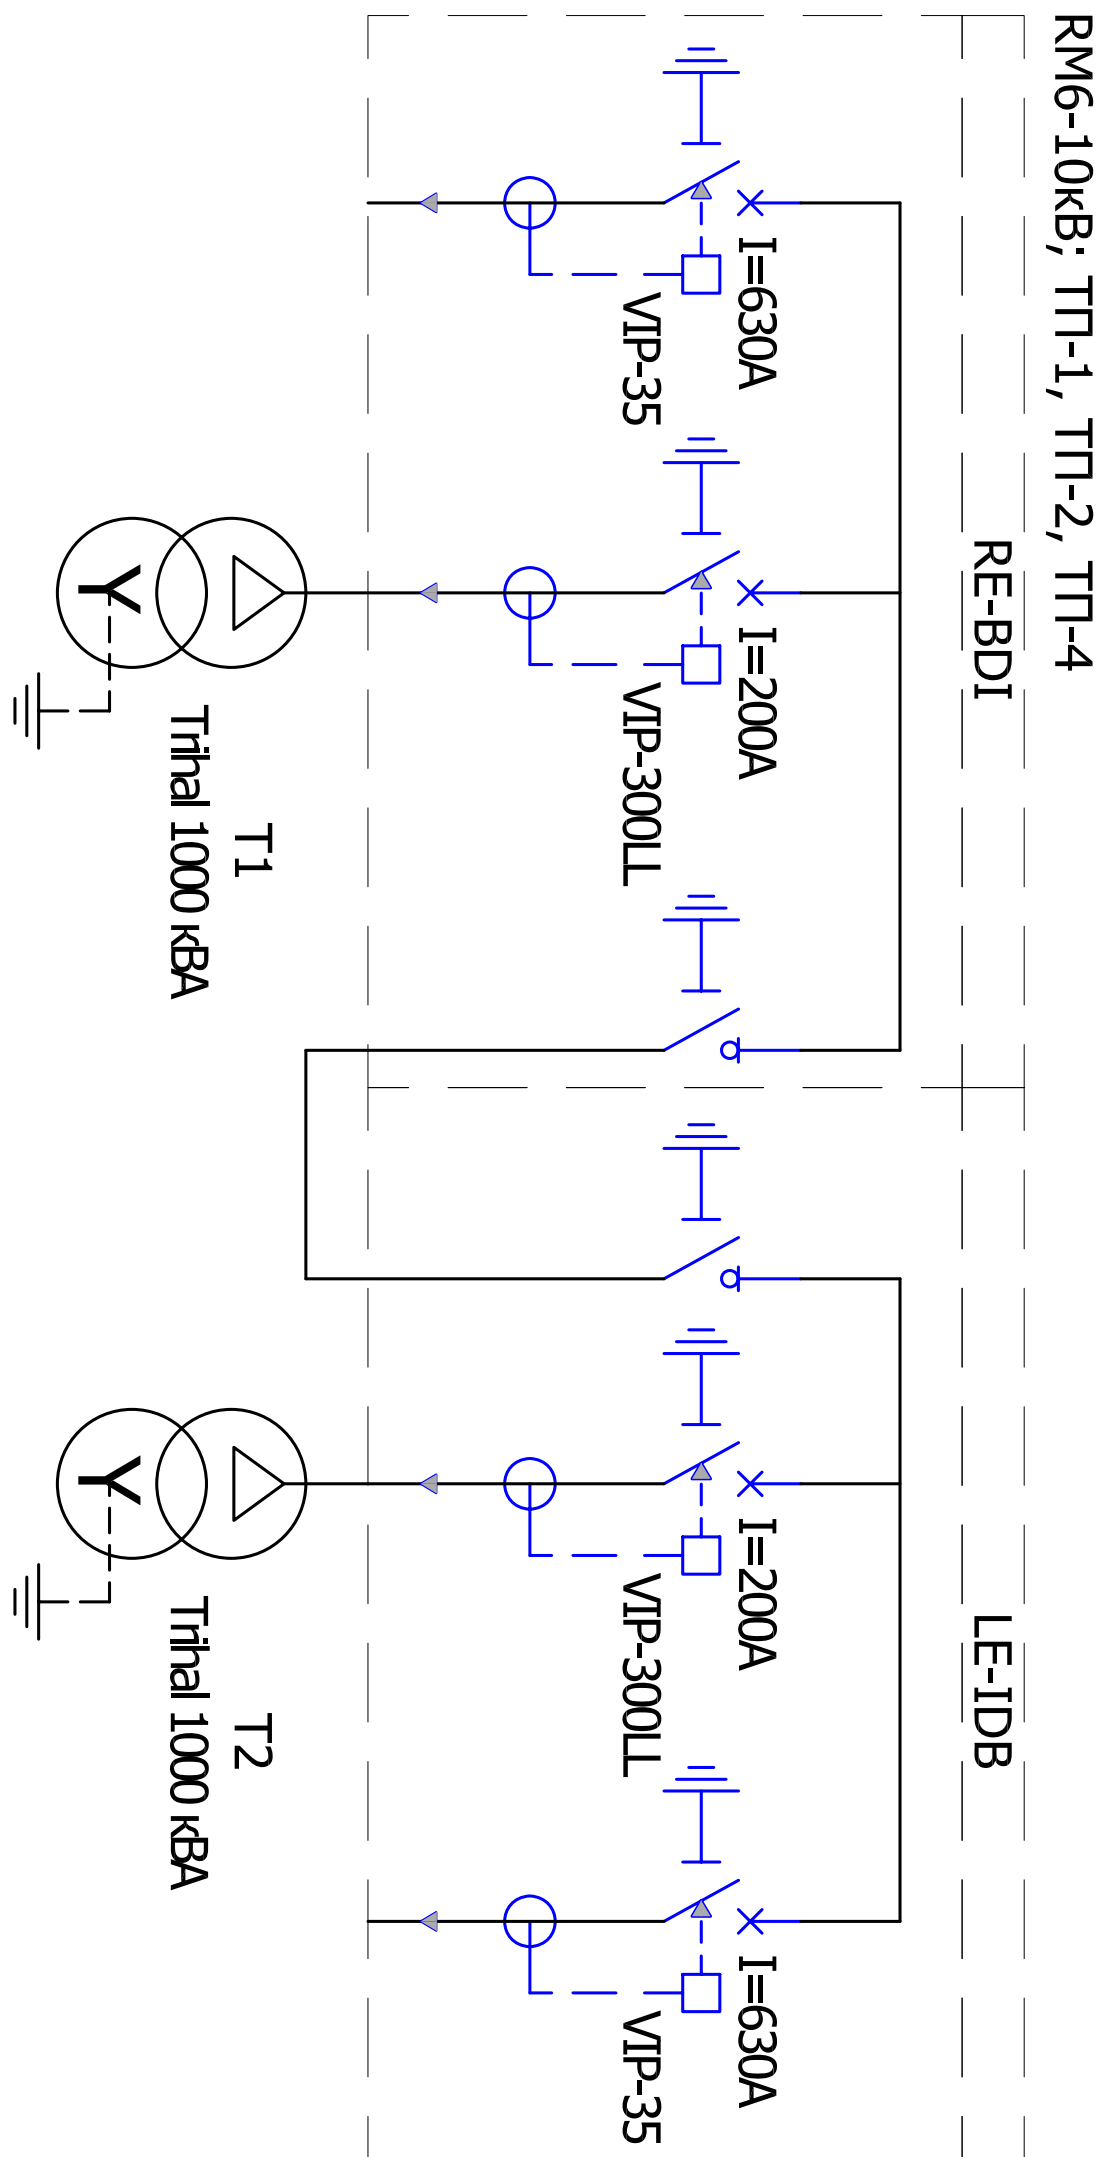 RM6-10кВ; ТП-1, ТП-2, ТП-4
RE-BDI
LE-IDB
I=630A
VIP-35
I=200A
VIP-300LL
I=200A
VIP-300LL
I=630A
VIP-35
T1
Trihal 1000 кВА
T2
Trihal 1000 кВА